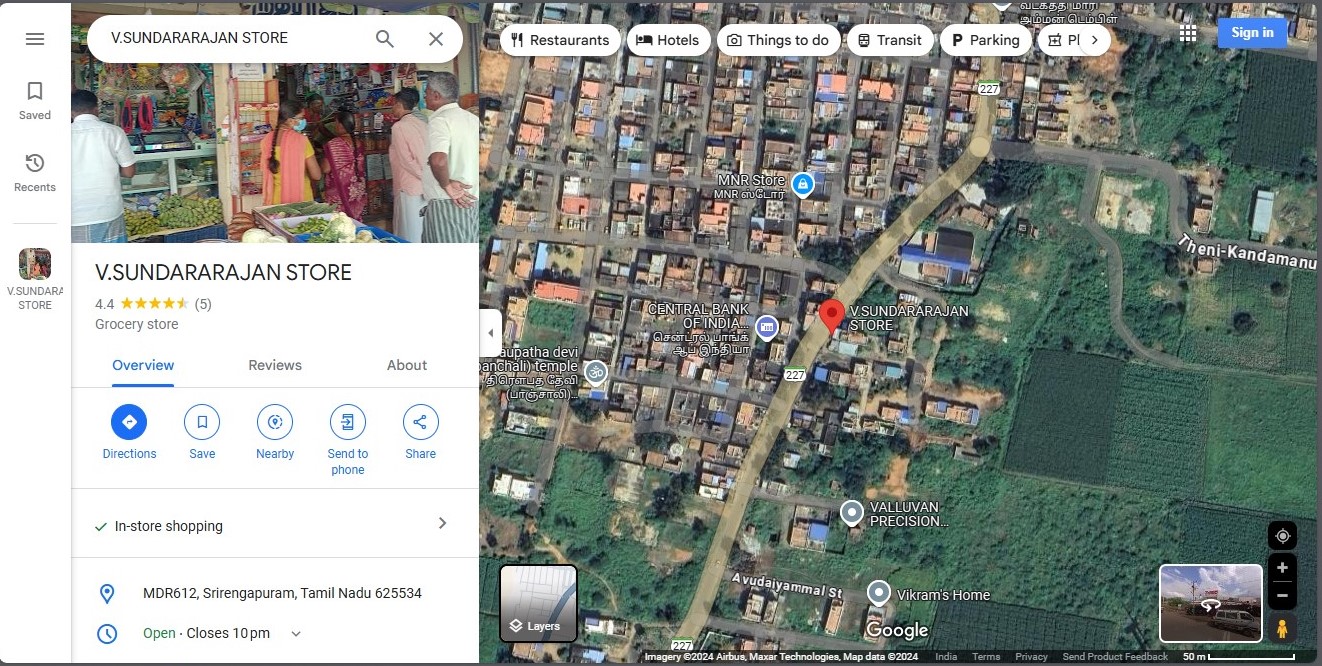 V.SUNDARARAJAN STORE
Restaurants
Hotels
Things to do
Transit
Parking
Pl
Sign in
Saved
Recents
V.SUNDARA
STORE
V.SUNDARARAJAN STORE
4.4 (5)
Grocery store
Overview
Reviews
About
Directions
Save
Nearby
Send to
phone
Share
In-store shopping
MDR612, Srirengapuram, Tamil Nadu 625534
Open · Closes 10 pm
அம்மன் டெம்பிள்
227
MNR Store
MNR ஸ்டோர்
Theni-Kandamanu
CENTRAL BANK
OF INDIA...
சென்ட்ரல் பாங்க்
ஆப் இந்தியா
V.SUNDARARAJAN
STORE
aupatha devi
panchali) temple
திரௌபத தேவி
(பாஞ்சாலி)...
227
VALLUVAN
PRECISION...
Avudaiyammal St
Vikram's Home
Layers
Google
227
Imagery ©2024 Airbus, Maxar Technologies, Map data ©2024
India
Terms
Privacy
Send Product Feedback
50 m